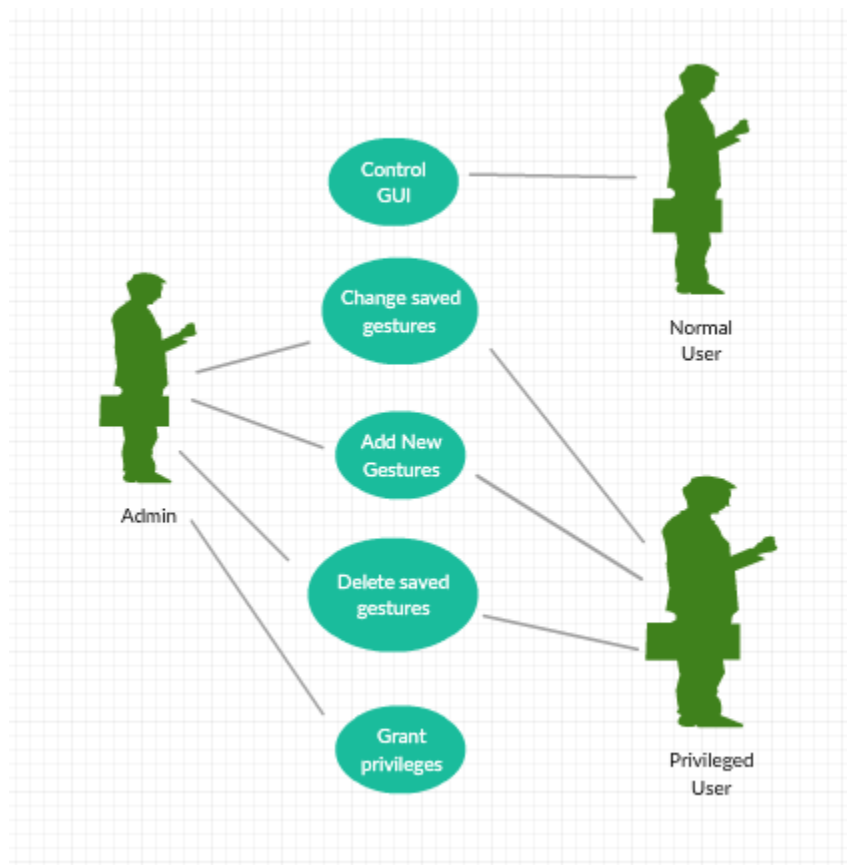 Control
GUI
Change saved
gestures
Normal
User
Add New
Gestures
Admin
Delete saved
gestures
Grant
privileges
Privileged
User